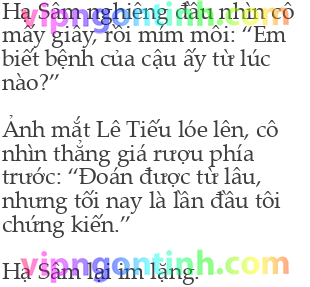 Hạ Sâm nghiêng đầu nhìn cô
mấy giây, rồi mím môi: “Em
biết bệnh của cậu ấy từ lúc
nào?”
Ảnh mắt Lê Tiếu lóe lên, cô
nhìn thẳng giá rượu phía
trước: “Đoán được từ lâu,
nhưng tối nay là lần đầu tôi
chứng kiến.”
vipngontinh.com
Hạ Sâm lại im lặng.
vipngontinh.com